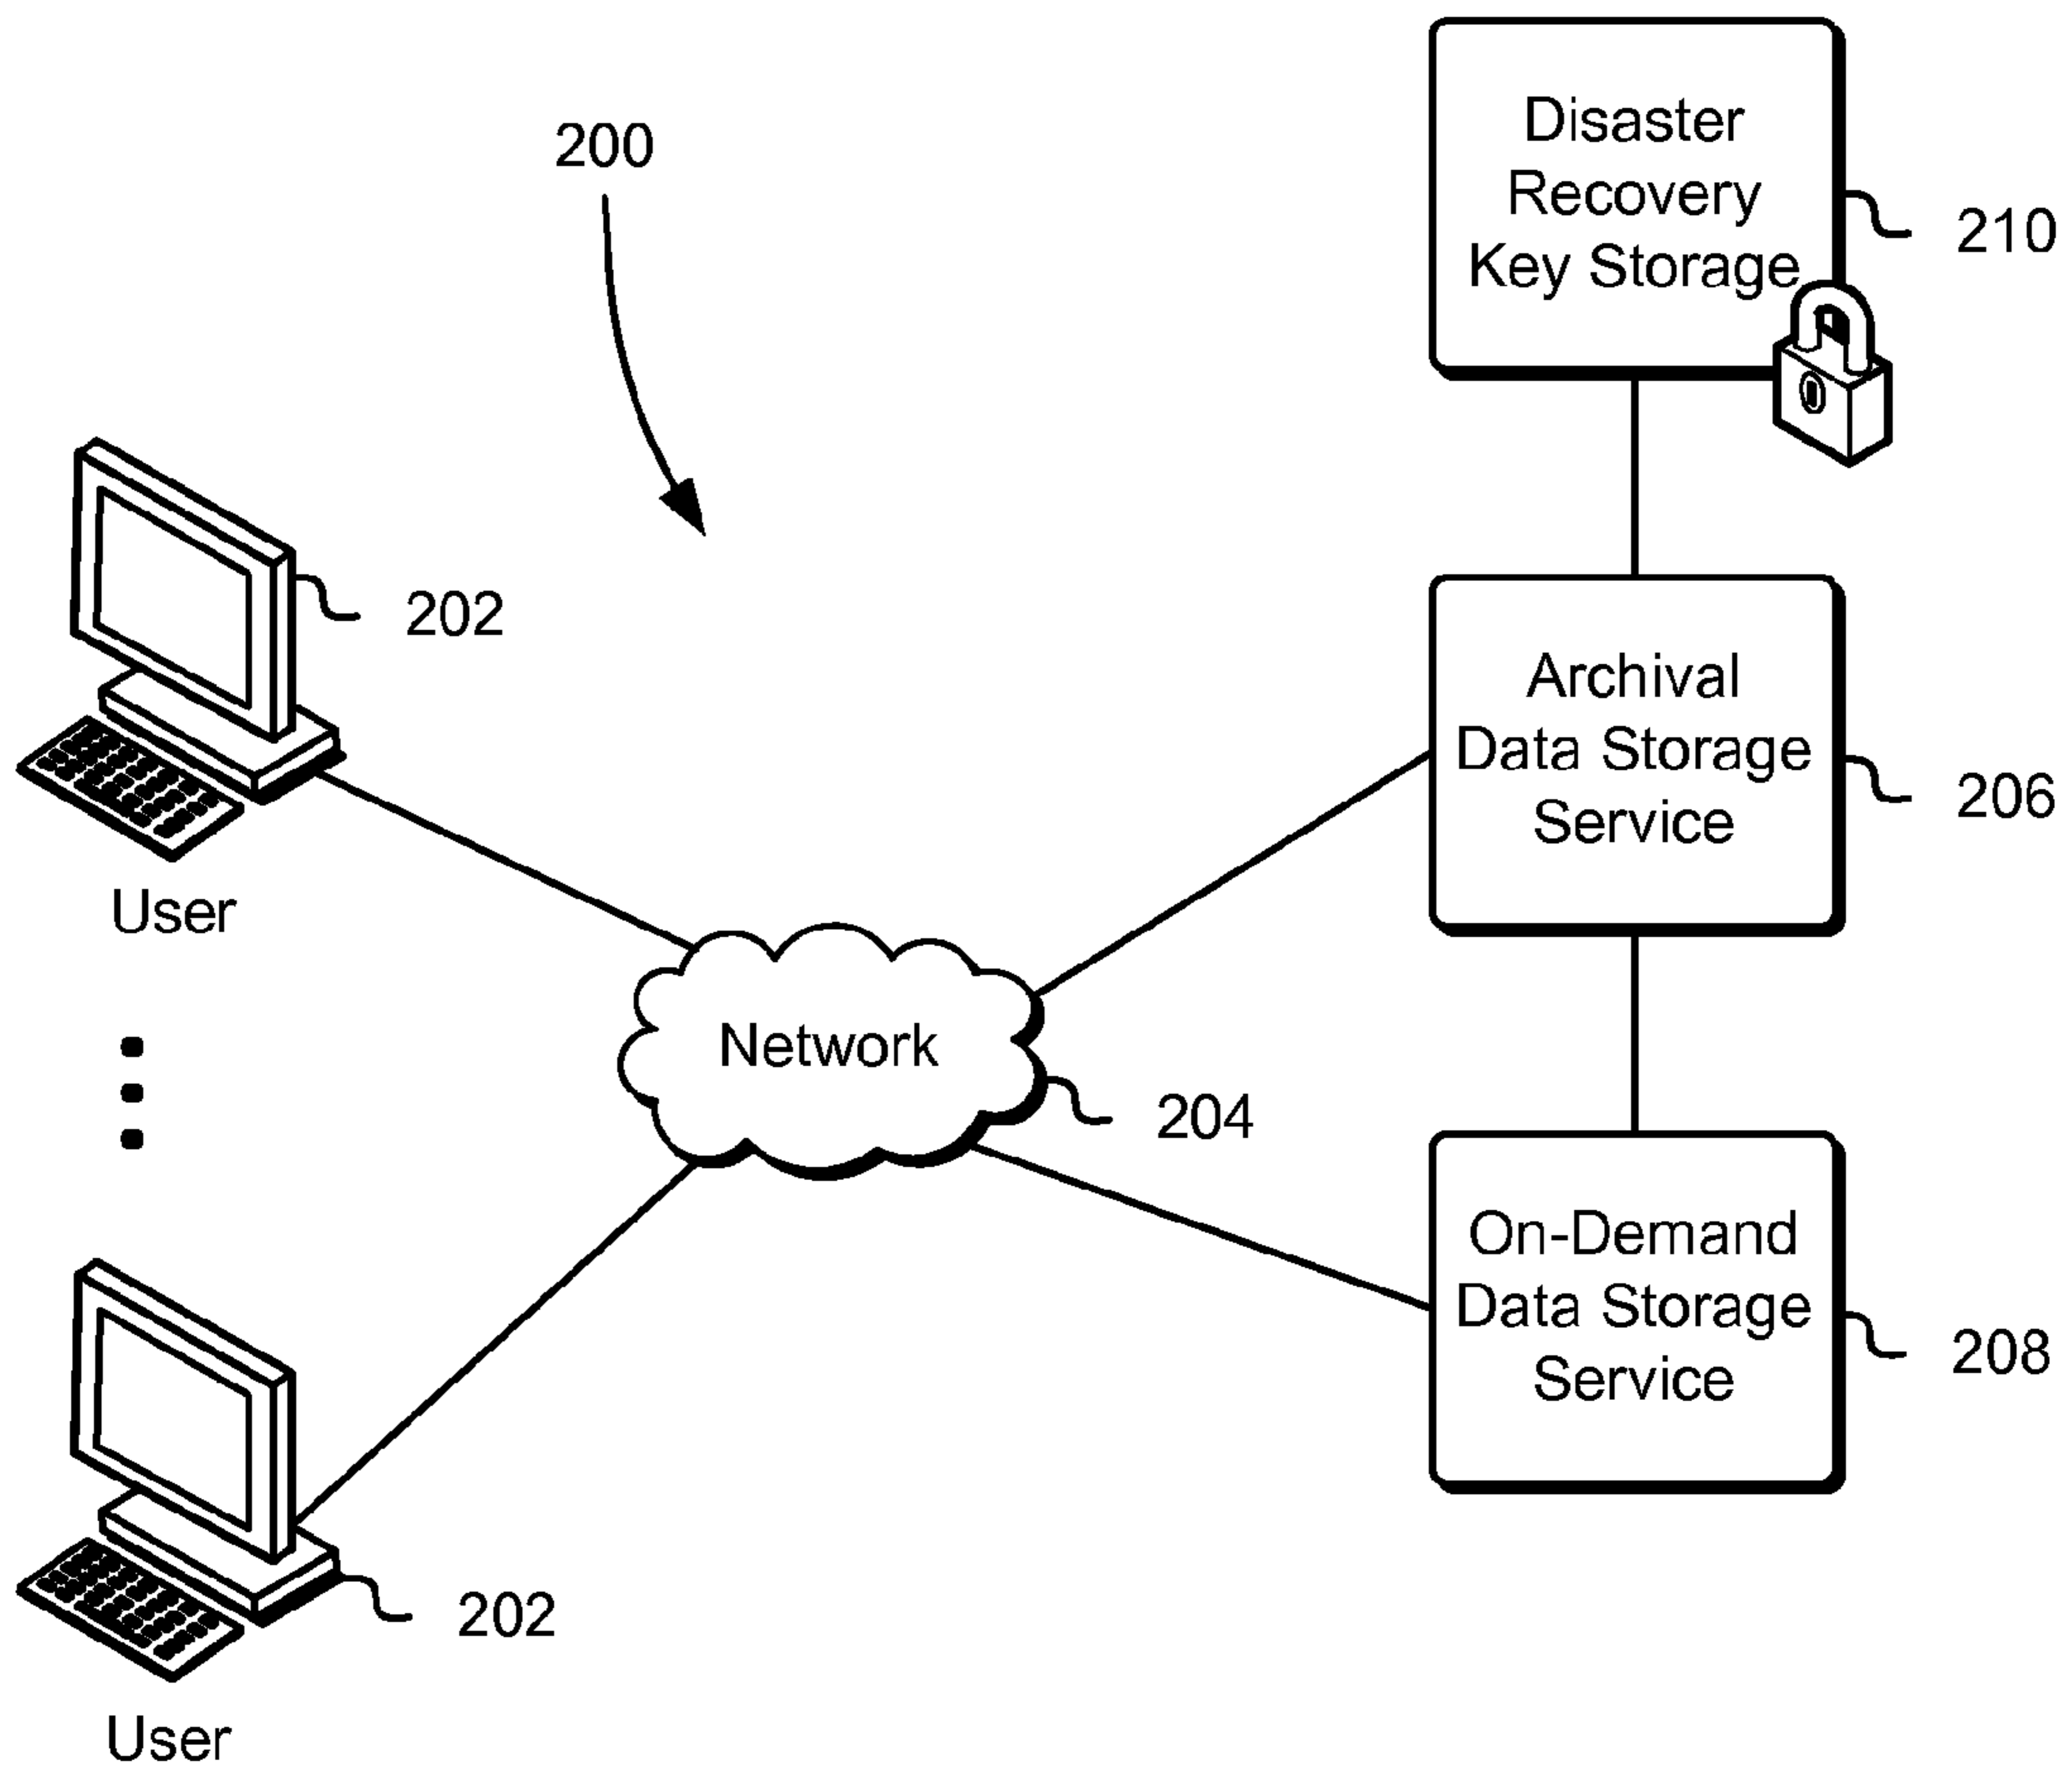 200
Disaster
Recovery
Key Storage
210
202
User
Archival
Data Storage
Service
206
Network
204
On-Demand
Data Storage
Service
208
202
User